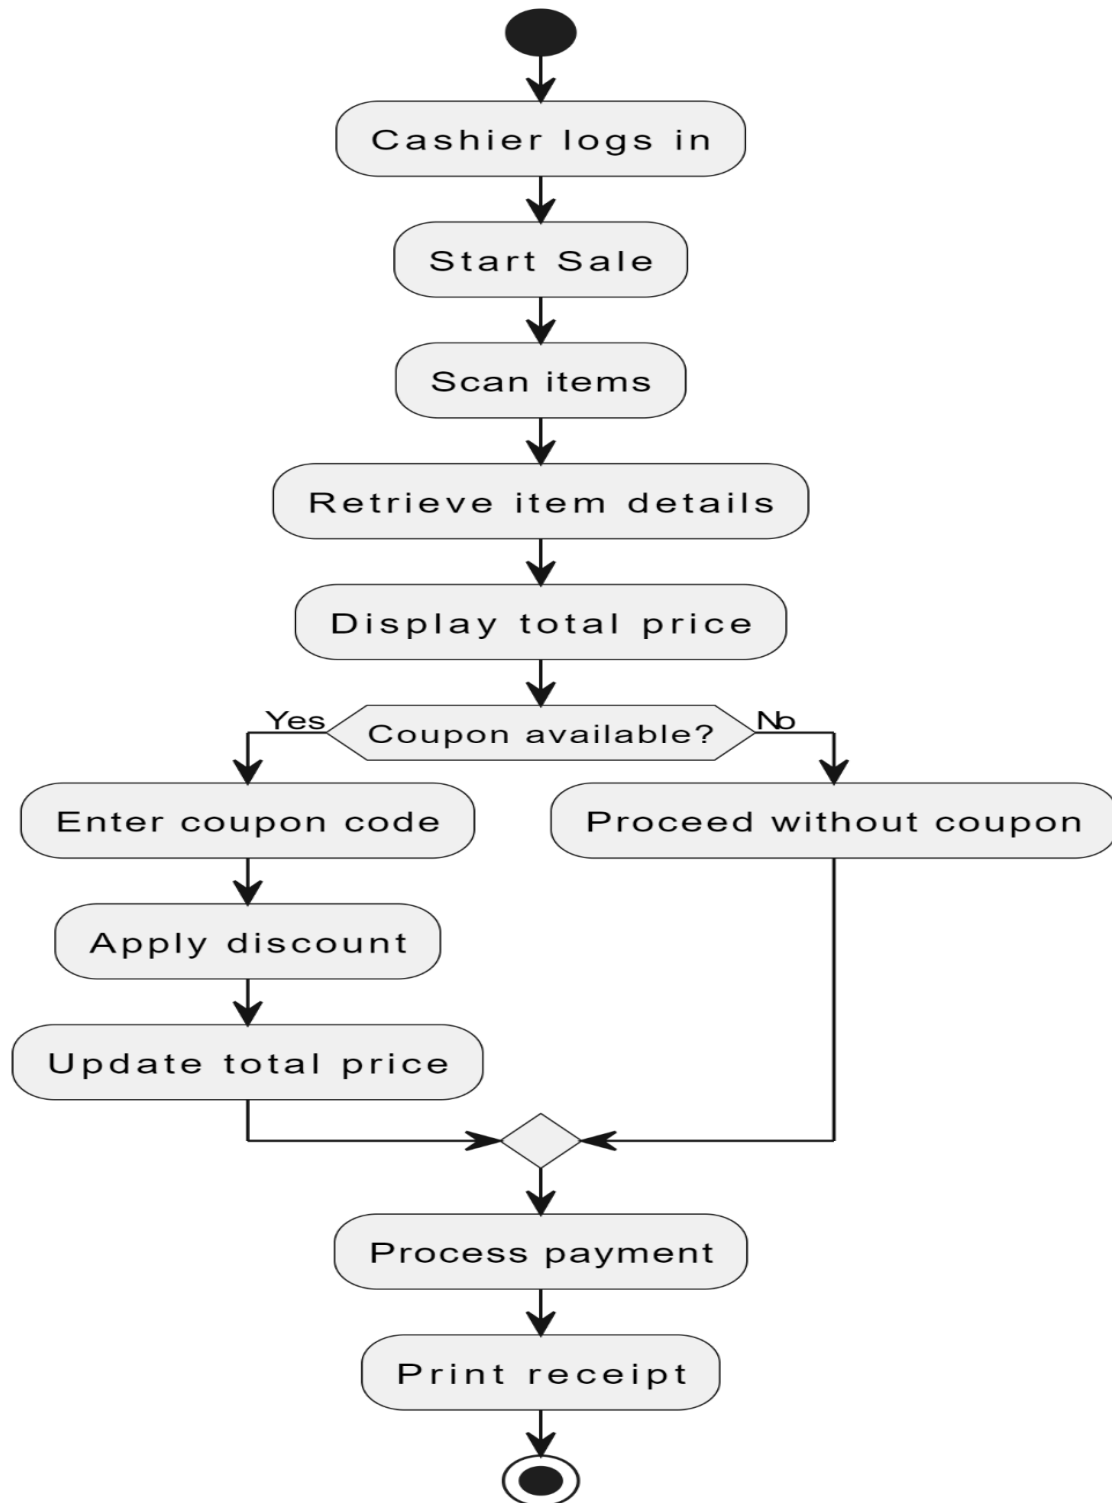 Cashier logs in
Start Sale
Scan items
Retrieve item details
Display total price
Yes
Coupon available?
No
Enter coupon code
Proceed without coupon
Apply discount
Update total price
Process payment
Print receipt